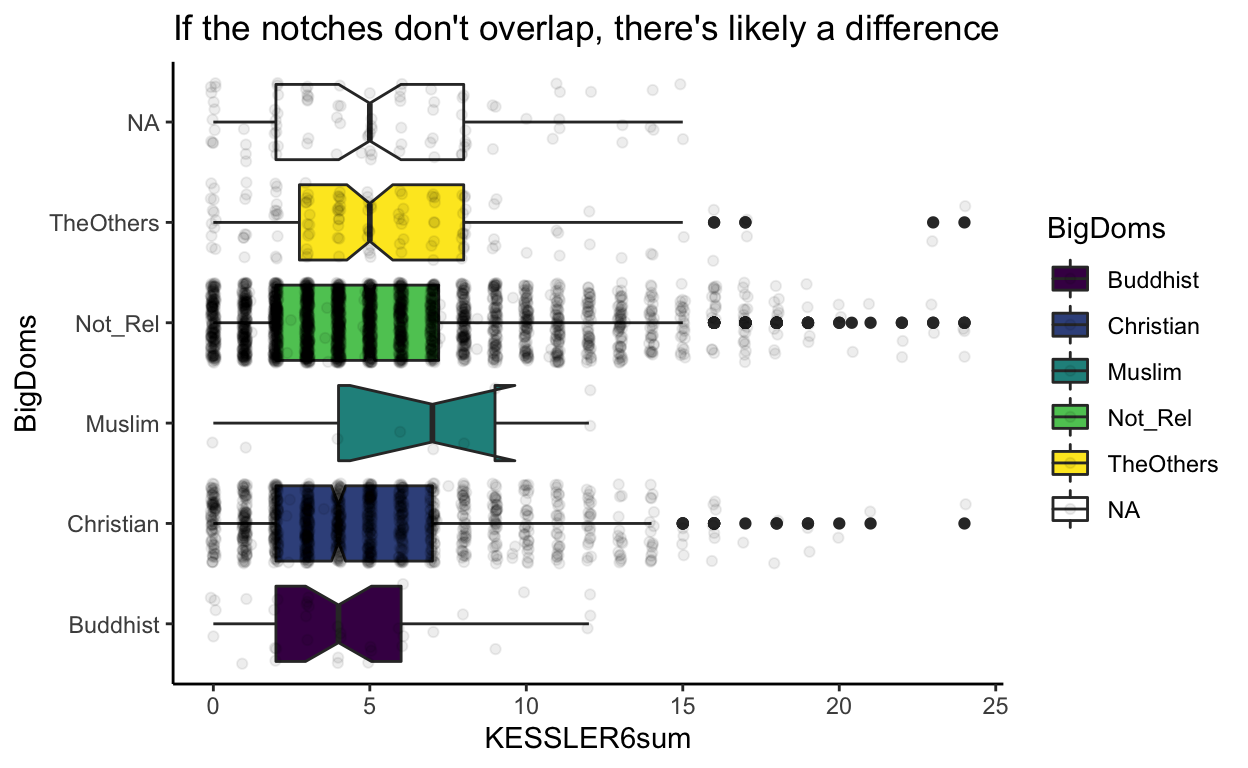 If the notches don't overlap, there's likely a difference
BigDoms
NA
TheOthers
Not_Rel
Muslim
Christian
Buddhist
0 5 10 15 20 25
KESSLER6sum
BigDoms
Buddhist
Christian
Muslim
Not_Rel
TheOthers
NA